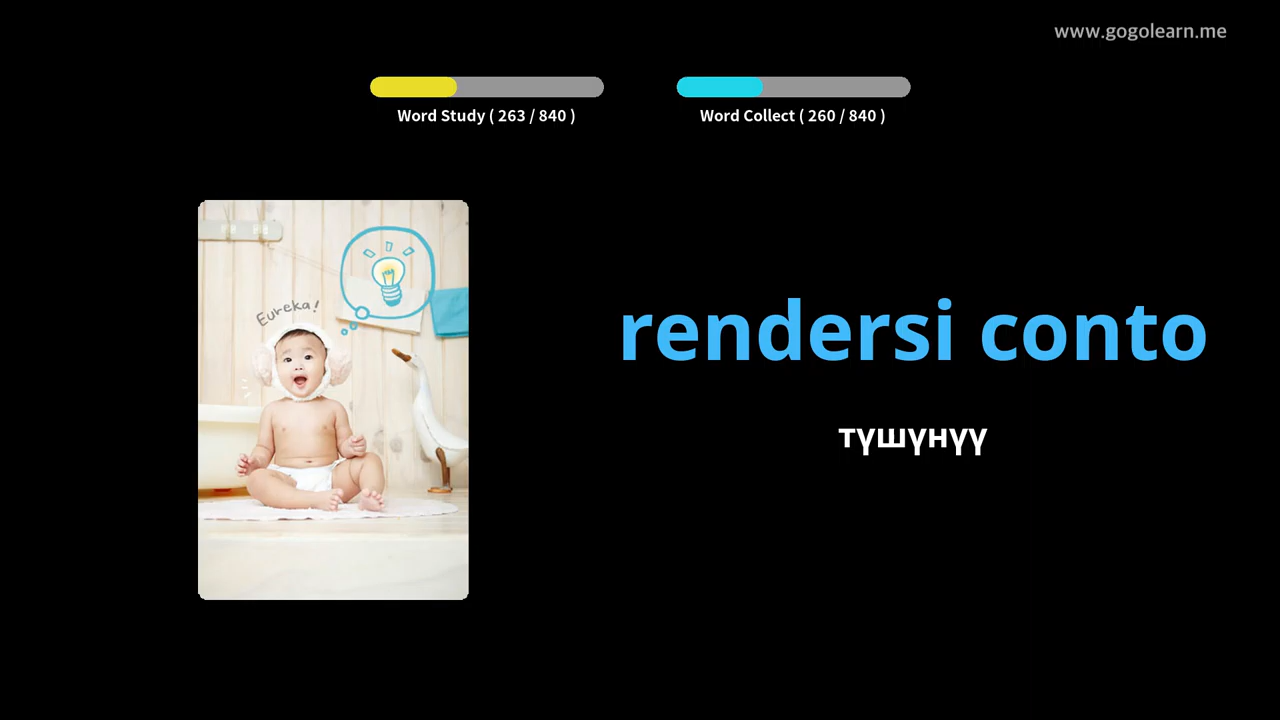 www.gogolearn.me
Word Study ( 263 / 840 )
Word Collect ( 260 / 840 )
Eureka!
rendersi conto
түшүнүү